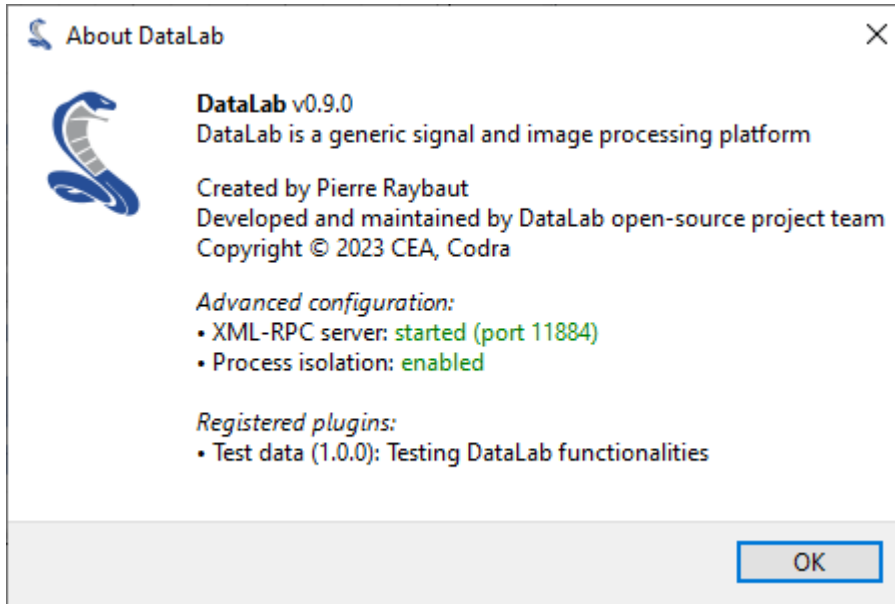 About DataLab
DataLab v0.9.0
DataLab is a generic signal and image processing platform
Created by Pierre Raybaut
Developed and maintained by DataLab open-source project team
Copyright © 2023 CEA, Codra
Advanced configuration:
• XML-RPC server: started (port 11884)
• Process isolation: enabled
Registered plugins:
• Test data (1.0.0): Testing DataLab functionalities
OK